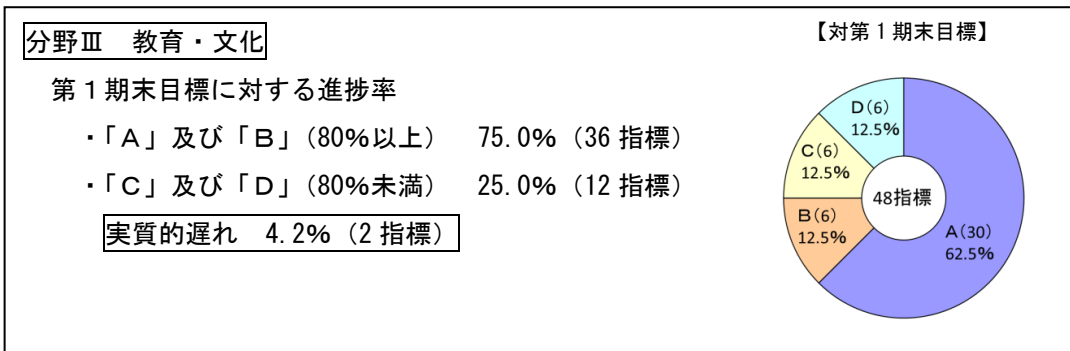 分野Ⅲ 教育・文化
第１期末目標に対する進捗率
・「Ａ」及び「Ｂ」（80%以上） 75.0%（36 指標）
・「Ｃ」及び「Ｄ」（80%未満） 25.0%（12 指標）
実質的遅れ 4.2%（2 指標）
【対第１期末目標】
D(6)
12.5%
C(6)
12.5%
B(6)
12.5%
48指標
A(30)
62.5%